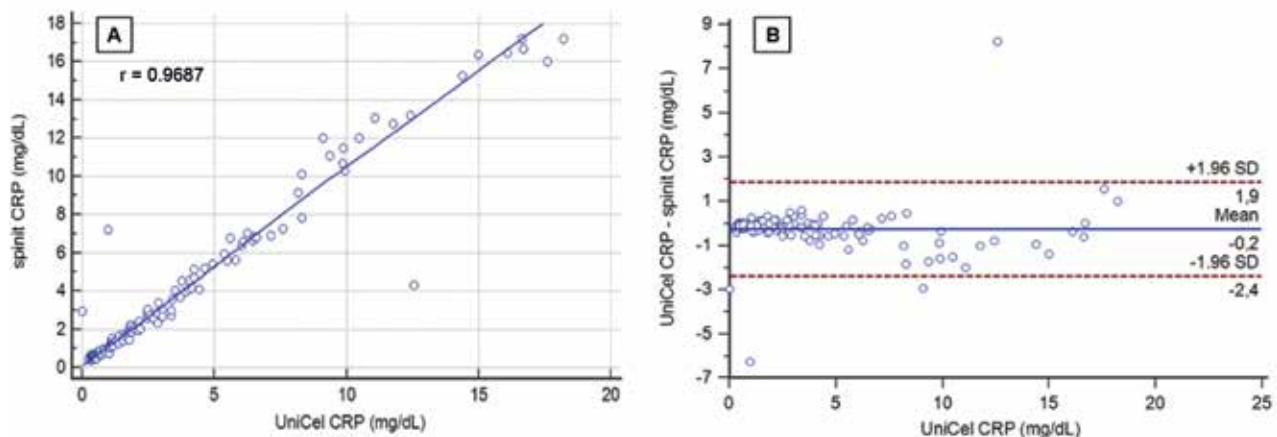 A
r = 0.9687
18
16
14
12
10
8
6
4
2
0
spinit CRP (mg/dL)
0 5 10 15 20
UniCel CRP (mg/dL)
B
9
7
5
3
1
-1
-3
-5
-7
UniCel CRP - spinit CRP (mg/dL)
+1.96 SD
1,9
Mean
-0,2
-1.96 SD
-2,4
0 5 10 15 20 25
UniCel CRP (mg/dL)